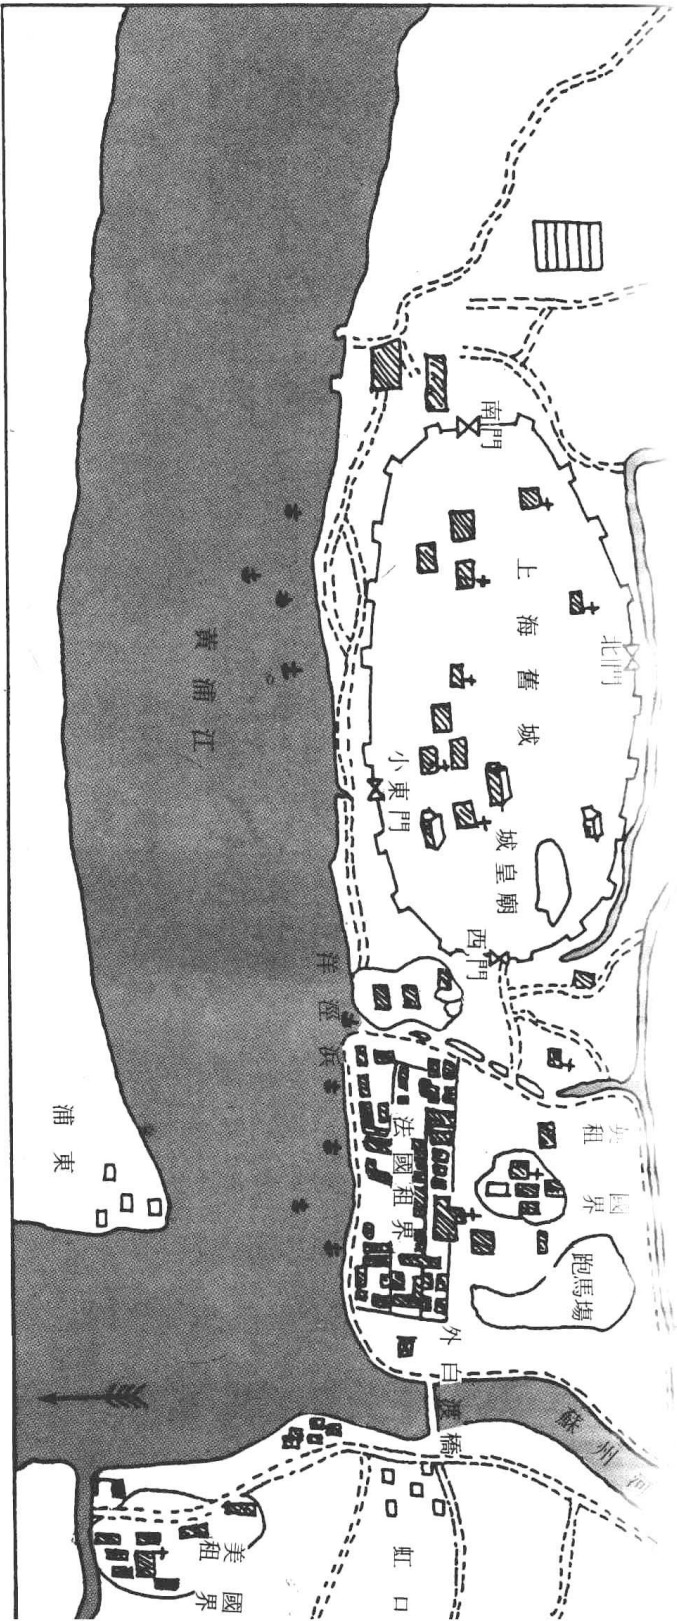 南門
上海舊城
北門
黃浦江
小東門
城皇廟
西門
洋涇浜
浦東
法國租界
英國租界
跑馬場
外白渡橋
蘇州河
美國租界
虹口